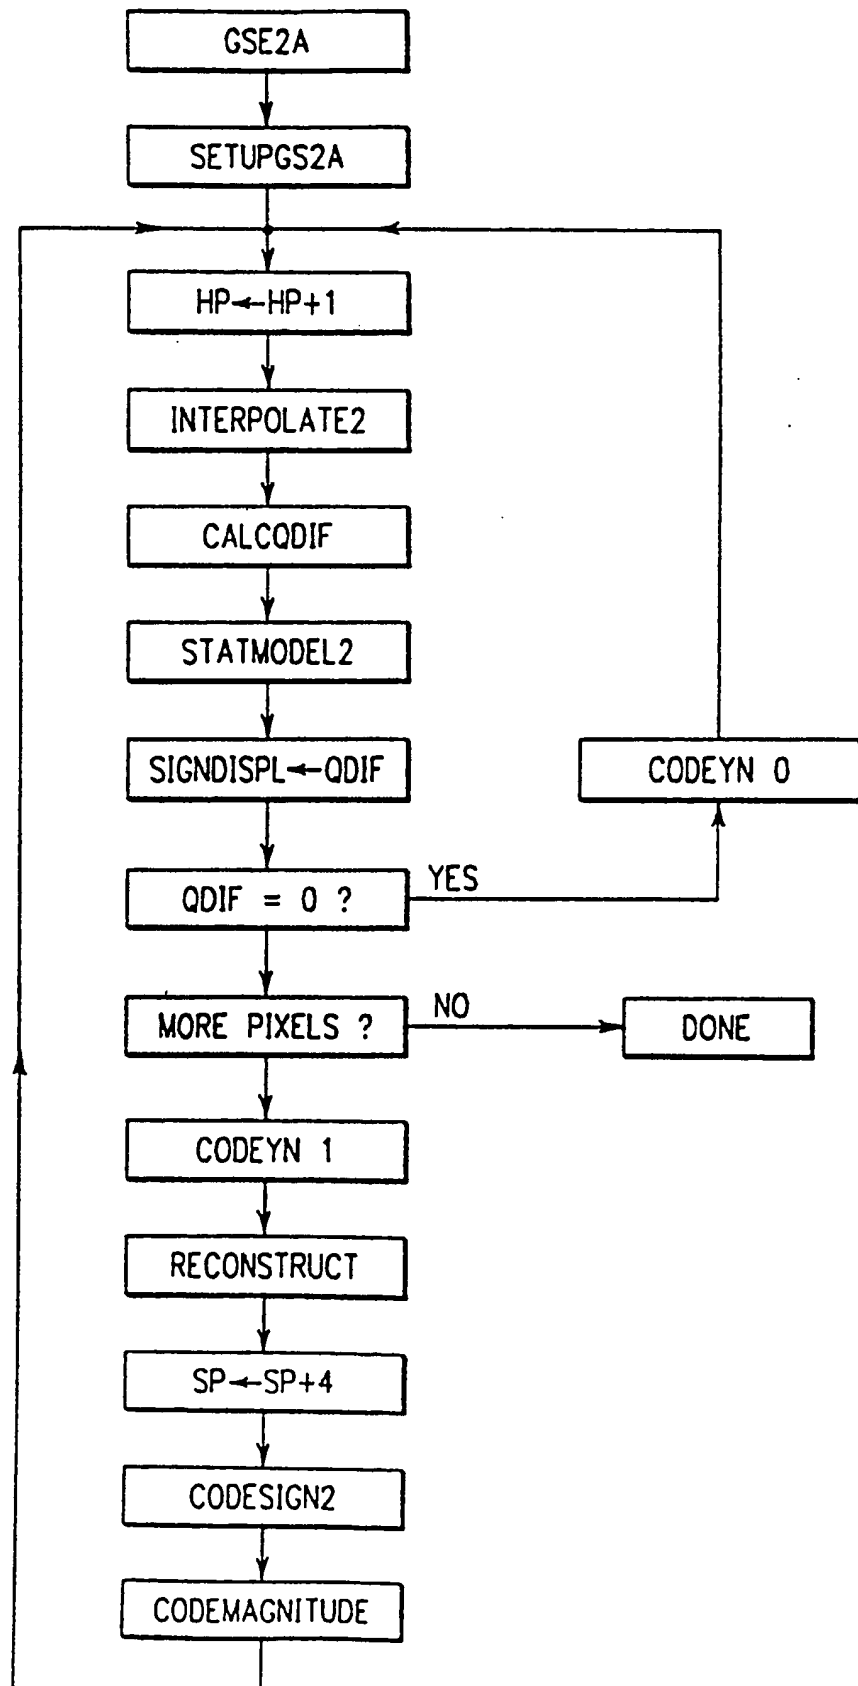 GSE2A
SETUPGS2A
HP←HP+1
INTERPOLATE2
CALCQDIF
STATMODEL2
SIGNDISPL←QDIF
CODEYN 0
QDIF = 0 ?
YES
MORE PIXELS ?
NO
DONE
CODEYN 1
RECONSTRUCT
SP←SP+4
CODESIGN2
CODEMAGNITUDE